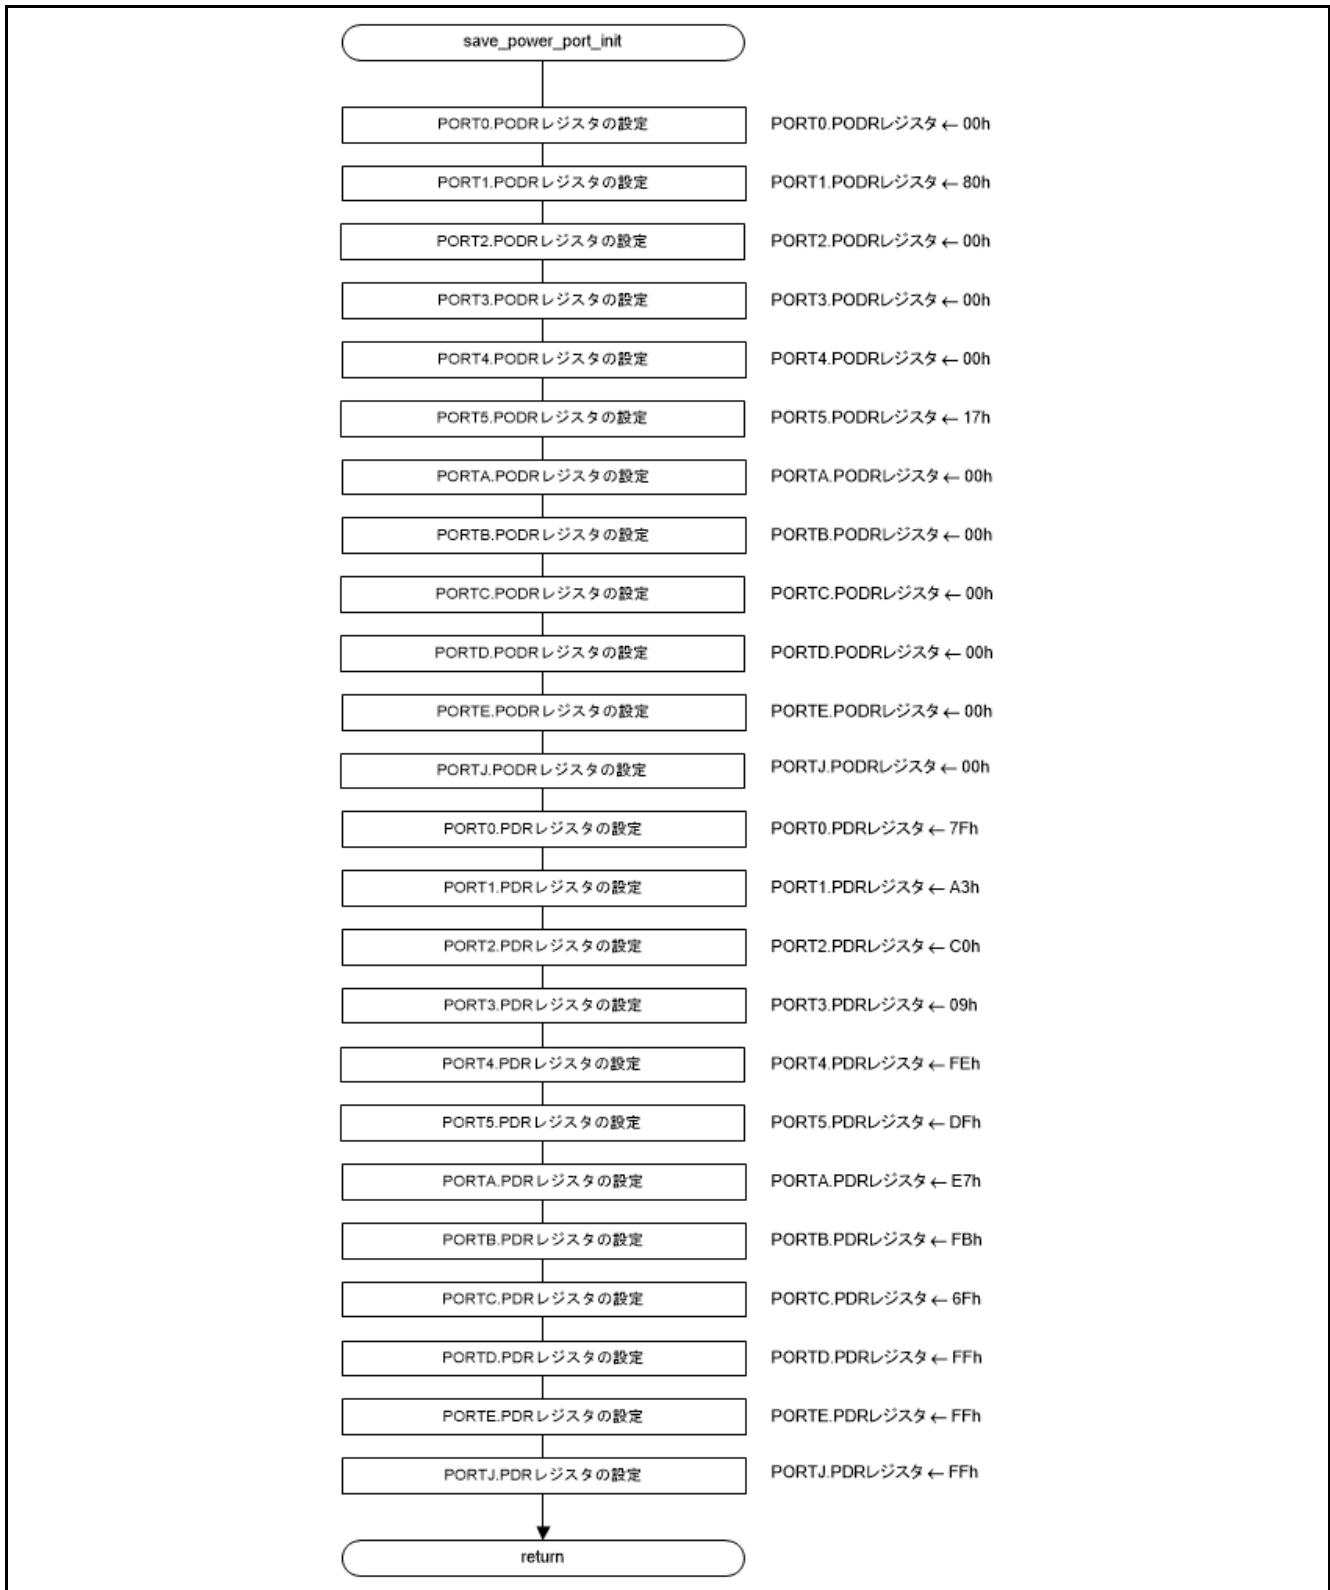 save_power_port_init
PORT0.PODRレジスタの設定 PORT0.PODRレジスタ ← 00h
PORT1.PODRレジスタの設定 PORT1.PODRレジスタ ← 80h
PORT2.PODRレジスタの設定 PORT2.PODRレジスタ ← 00h
PORT3.PODRレジスタの設定 PORT3.PODRレジスタ ← 00h
PORT4.PODRレジスタの設定 PORT4.PODRレジスタ ← 00h
PORT5.PODRレジスタの設定 PORT5.PODRレジスタ ← 17h
PORTA.PODRレジスタの設定 PORTA.PODRレジスタ ← 00h
PORTB.PODRレジスタの設定 PORTB.PODRレジスタ ← 00h
PORTC.PODRレジスタの設定 PORTC.PODRレジスタ ← 00h
PORTD.PODRレジスタの設定 PORTD.PODRレジスタ ← 00h
PORTE.PODRレジスタの設定 PORTE.PODRレジスタ ← 00h
PORTJ.PODRレジスタの設定 PORTJ.PODRレジスタ ← 00h
PORT0.PDRレジスタの設定 PORT0.PDRレジスタ ← 7Fh
PORT1.PDRレジスタの設定 PORT1.PDRレジスタ ← A3h
PORT2.PDRレジスタの設定 PORT2.PDRレジスタ ← C0h
PORT3.PDRレジスタの設定 PORT3.PDRレジスタ ← 09h
PORT4.PDRレジスタの設定 PORT4.PDRレジスタ ← FEh
PORT5.PDRレジスタの設定 PORT5.PDRレジスタ ← DFh
PORTA.PDRレジスタの設定 PORTA.PDRレジスタ ← E7h
PORTB.PDRレジスタの設定 PORTB.PDRレジスタ ← FBh
PORTC.PDRレジスタの設定 PORTC.PDRレジスタ ← 6Fh
PORTD.PDRレジスタの設定 PORTD.PDRレジスタ ← FFh
PORTE.PDRレジスタの設定 PORTE.PDRレジスタ ← FFh
PORTJ.PDRレジスタの設定 PORTJ.PDRレジスタ ← FFh
return